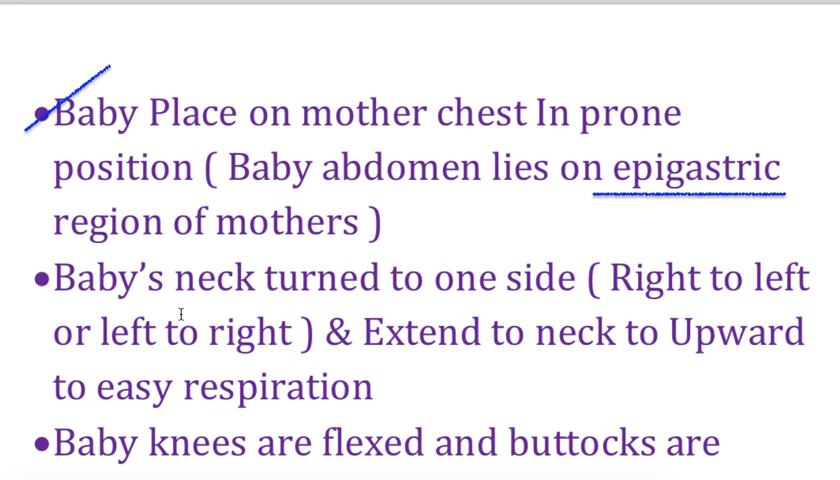 •Baby Place on mother chest In prone
position ( Baby abdomen lies on epigastric
region of mothers )
•Baby’s neck turned to one side ( Right to left
or left to right ) & Extend to neck to Upward
to easy respiration
•Baby knees are flexed and buttocks are